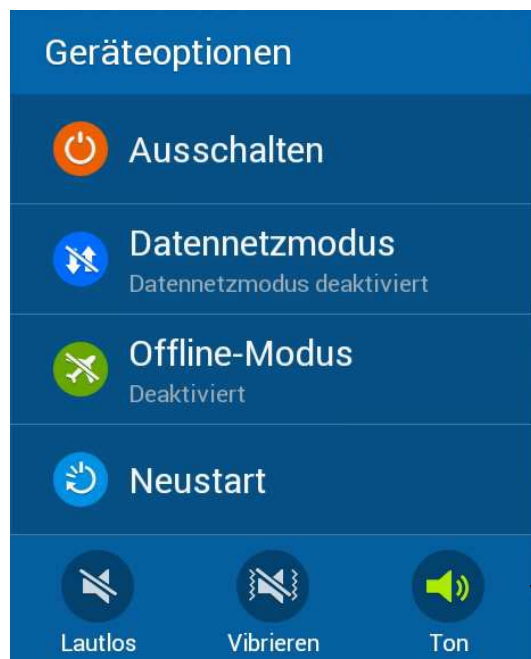 Geräteoptionen
Ausschalten
Datennetzmodus
Datennetzmodus deaktiviert
Offline-Modus
Deaktiviert
Neustart
Lautlos Vibrieren Ton